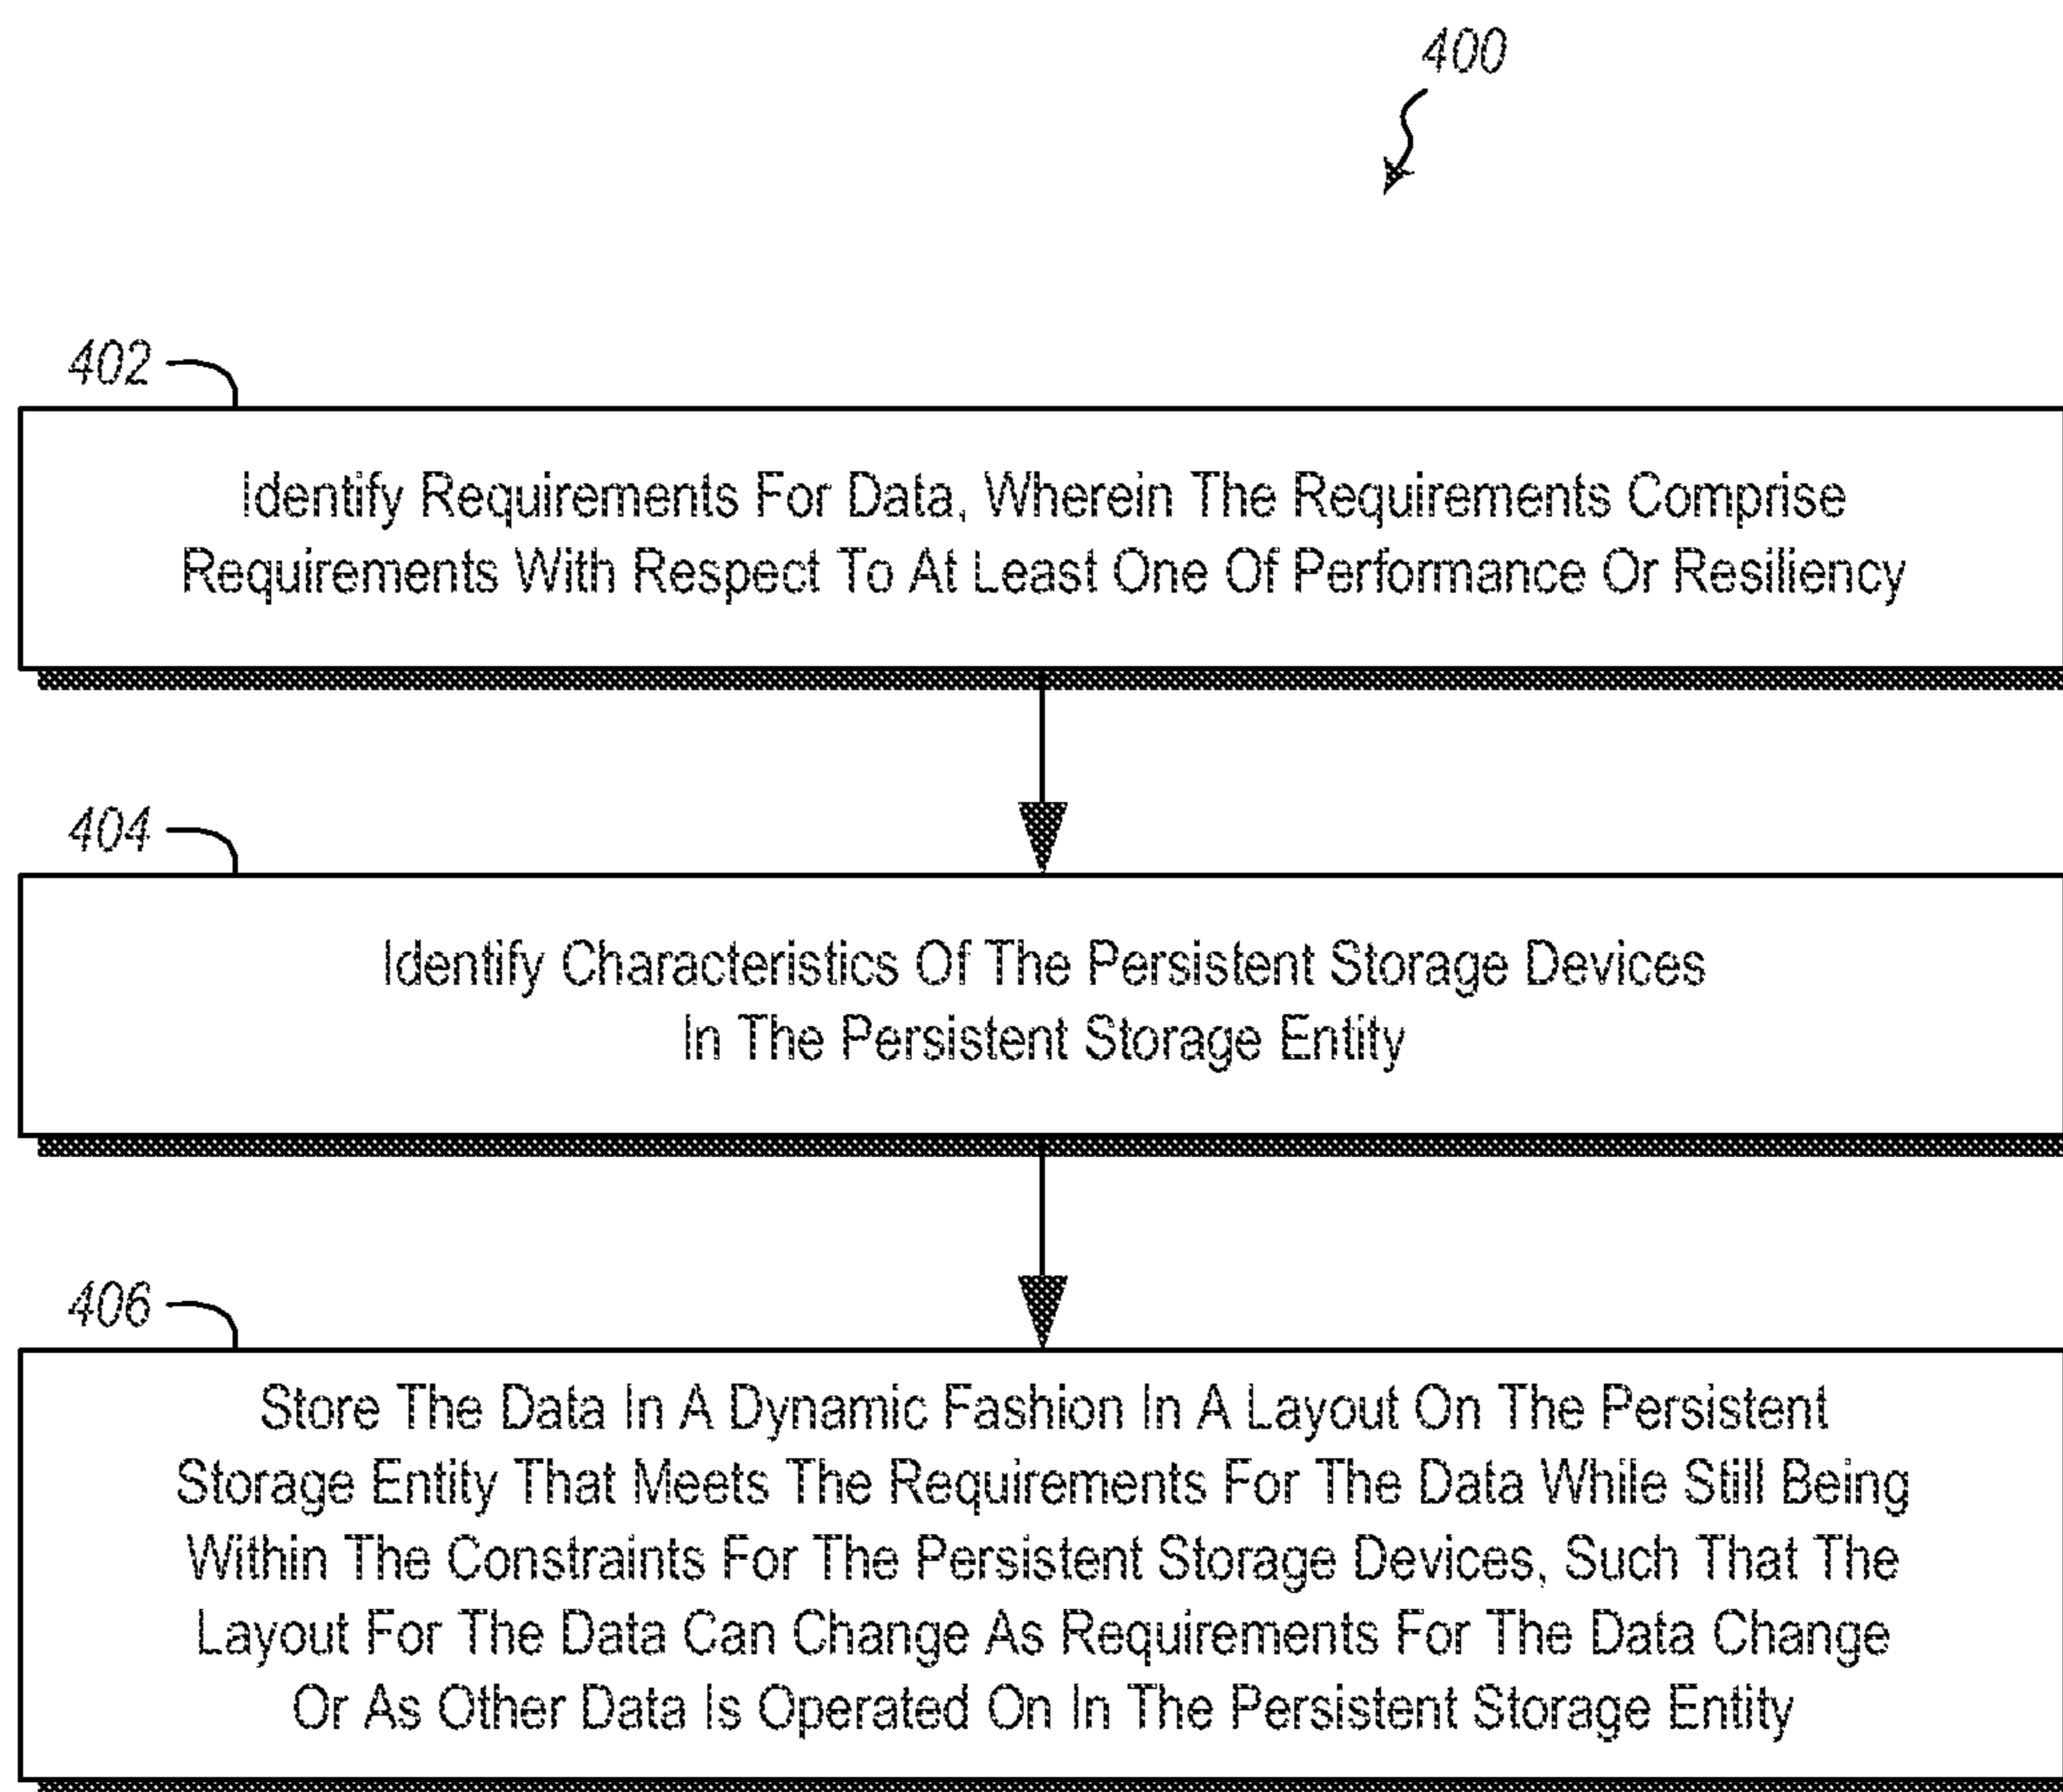 400
402
Identify Requirements For Data, Wherein The Requirements Comprise
Requirements With Respect To At Least One Of Performance Or Resiliency
404
Identify Characteristics Of The Persistent Storage Devices
In The Persistent Storage Entity
406
Store The Data In A Dynamic Fashion In A Layout On The Persistent
Storage Entity That Meets The Requirements For The Data While Still Being
Within The Constraints For The Persistent Storage Devices, Such That The
Layout For The Data Can Change As Requirements For The Data Change
Or As Other Data Is Operated On In The Persistent Storage Entity